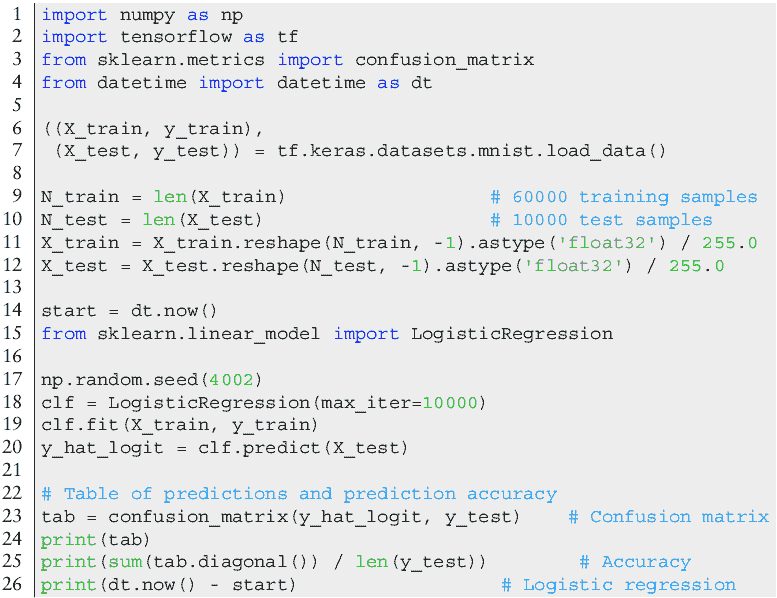 1 import numpy as np
2 import tensorflow as tf
3 from sklearn.metrics import confusion_matrix
4 from datetime import datetime as dt
5
6 ((X_train, y_train),
7  (X_test, y_test)) = tf.keras.datasets.mnist.load_data()
8
9 N_train = len(X_train)                  # 60000 training samples
10 N_test = len(X_test)                    # 10000 test samples
11 X_train = X_train.reshape(N_train, -1).astype('float32') / 255.0
12 X_test = X_test.reshape(N_test, -1).astype('float32') / 255.0
13
14 start = dt.now()
15 from sklearn.linear_model import LogisticRegression
16
17 np.random.seed(4002)
18 clf = LogisticRegression(max_iter=10000)
19 clf.fit(X_train, y_train)
20 y_hat_logit = clf.predict(X_test)
21
22 # Table of predictions and prediction accuracy
23 tab = confusion_matrix(y_hat_logit, y_test)    # Confusion matrix
24 print(tab)
25 print(sum(tab.diagonal()) / len(y_test))        # Accuracy
26 print(dt.now() - start)                  # Logistic regression